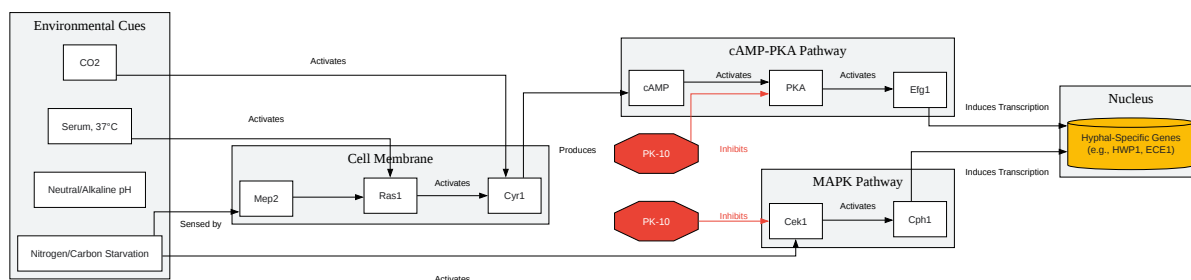 Environmental Cues
CO2
Serum, 37°C
Neutral/Alkaline pH
Nitrogen/Carbon Starvation
Activates
Activates
Sensed by
Activates
Cell Membrane
Mep2
Ras1
Activates
Cyr1
Produces
cAMP-PKA Pathway
cAMP
Activates
PKA
Activates
Efg1
PK-10
Inhibits
MAPK Pathway
PK-10
Inhibits
Cek1
Activates
Cph1
Induces Transcription
Induces Transcription
Nucleus
Hyphal-Specific Genes
(e.g., HWP1, ECE1)